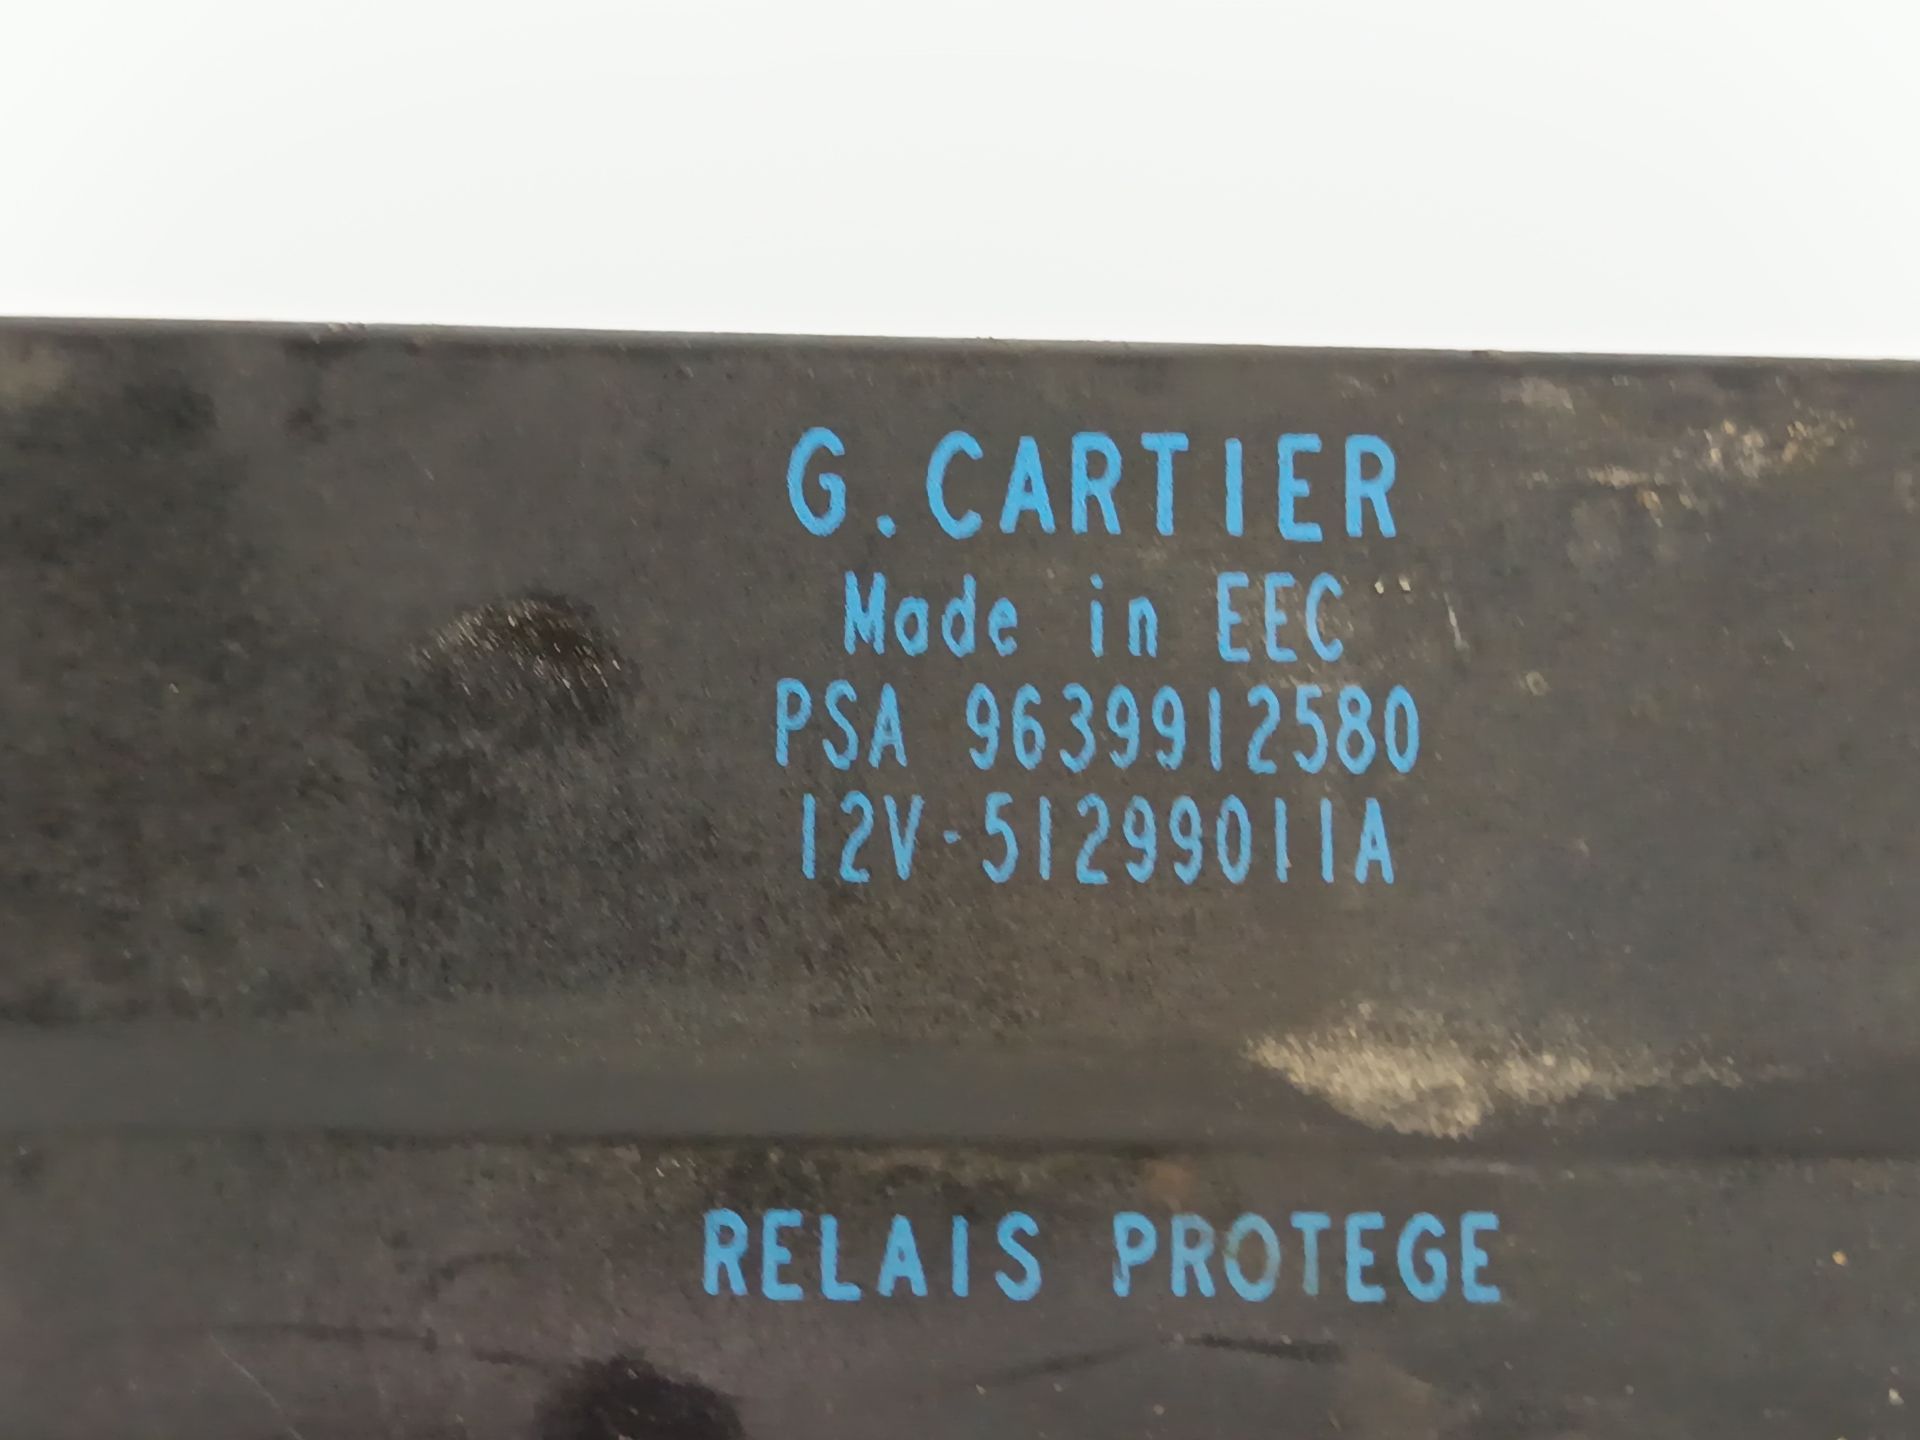 G.CARTIER
Made in EEC
PSA 9639912580
12V-51299011A
RELAIS PROTEGE